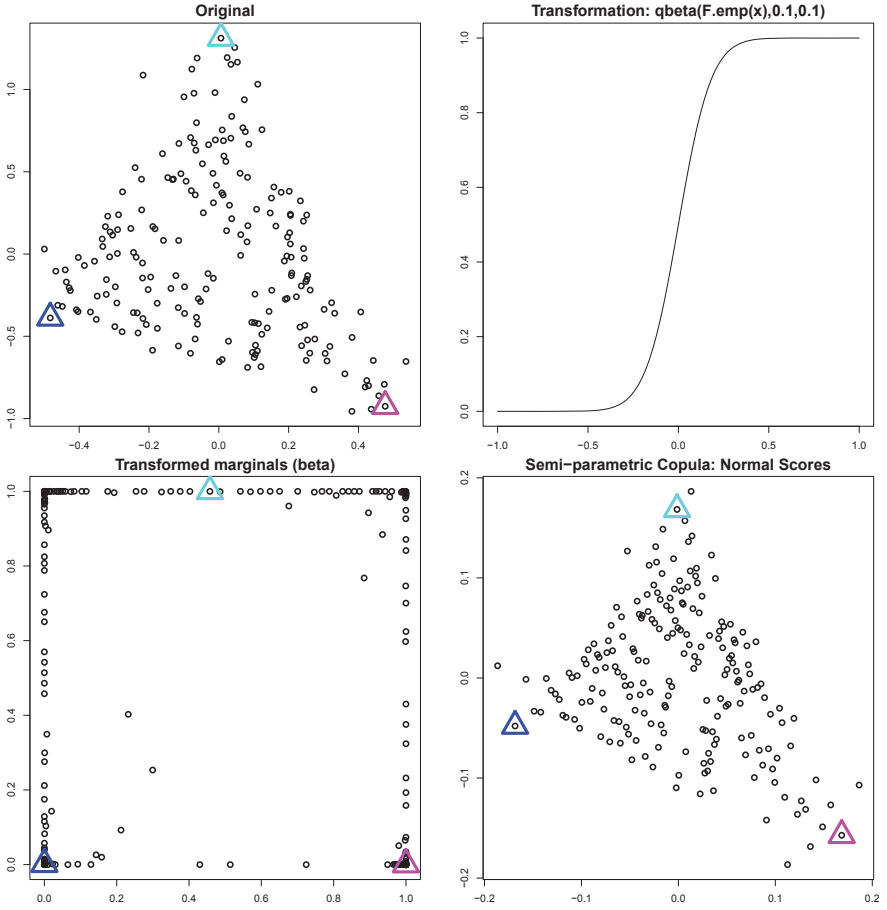 Original
1.0
0.5
0.0
−0.5
−1.0
−0.4 −0.2 0.0 0.2 0.4
Transformation: qbeta(F.emp(x),0.1,0.1)
1.0
0.8
0.6
0.4
0.2
0.0
−1.0 −0.5 0.0 0.5 1.0
Transformed marginals (beta)
1.0
0.8
0.6
0.4
0.2
0.0
0.0 0.2 0.4 0.6 0.8 1.0
Semi−parametric Copula: Normal Scores
0.2
0.1
0.0
−0.1
−0.2
−0.2 −0.1 0.0 0.1 0.2